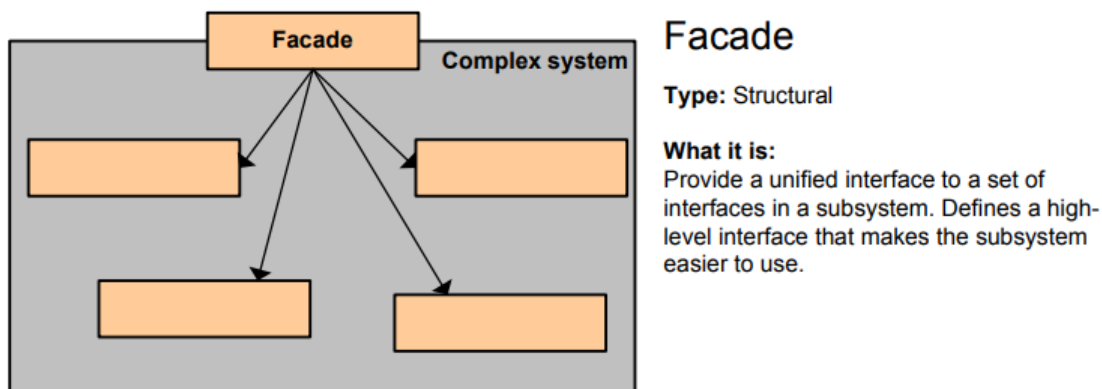 Facade
Complex system
Facade
Type: Structural
What it is:
Provide a unified interface to a set of
interfaces in a subsystem. Defines a high-
level interface that makes the subsystem
easier to use.